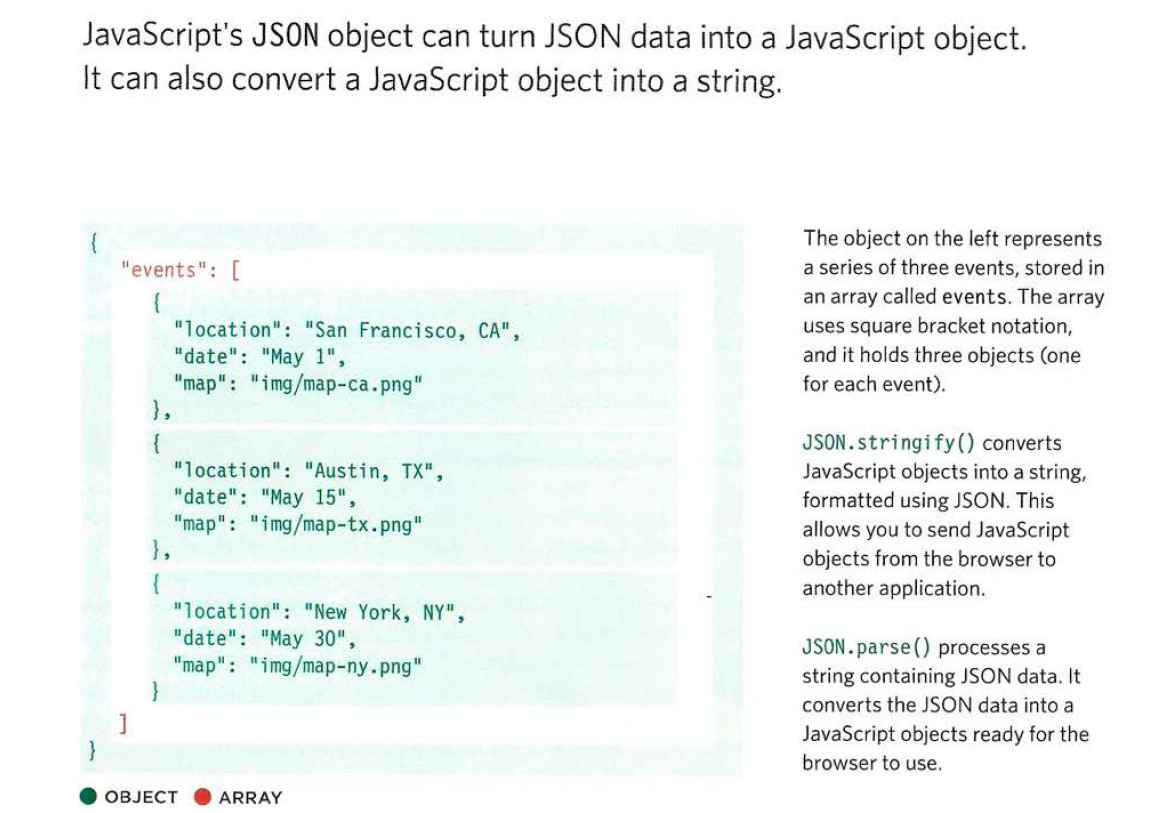 JavaScript's JSON object can turn JSON data into a JavaScript object.
It can also convert a JavaScript object into a string.
{
"events": [
{
"location": "San Francisco, CA",
"date": "May 1",
"map": "img/map-ca.png"
},
{
"location": "Austin, TX",
"date": "May 15",
"map": "img/map-tx.png"
},
{
"location": "New York, NY",
"date": "May 30",
"map": "img/map-ny.png"
}
]
}
OBJECT ARRAY
The object on the left represents
a series of three events, stored in
an array called events. The array
uses square bracket notation,
and it holds three objects (one
for each event).
JSON.stringify() converts
JavaScript objects into a string,
formatted using JSON. This
allows you to send JavaScript
objects from the browser to
another application.
JSON.parse() processes a
string containing JSON data. It
converts the JSON data into a
JavaScript objects ready for the
browser to use.